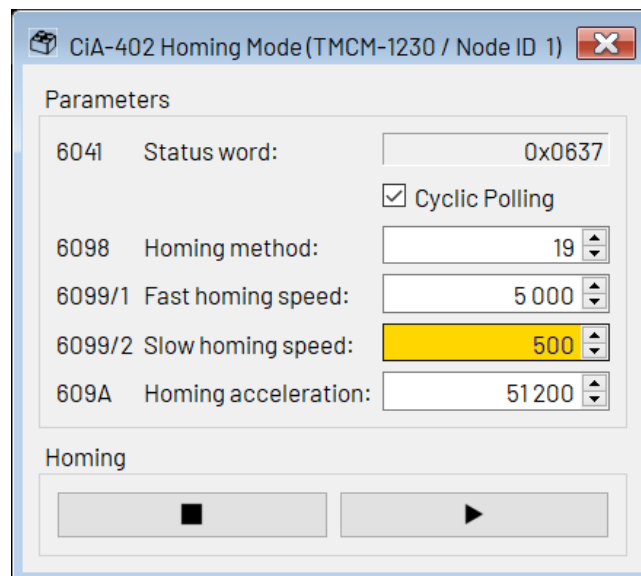 CiA-402 Homing Mode (TMCM-1230 / Node ID 1)
Parameters
6041 Status word: 0x0637
Cyclic Polling
6098 Homing method: 19
6099/1 Fast homing speed: 5 000
6099/2 Slow homing speed: 500
609A Homing acceleration: 51 200
Homing